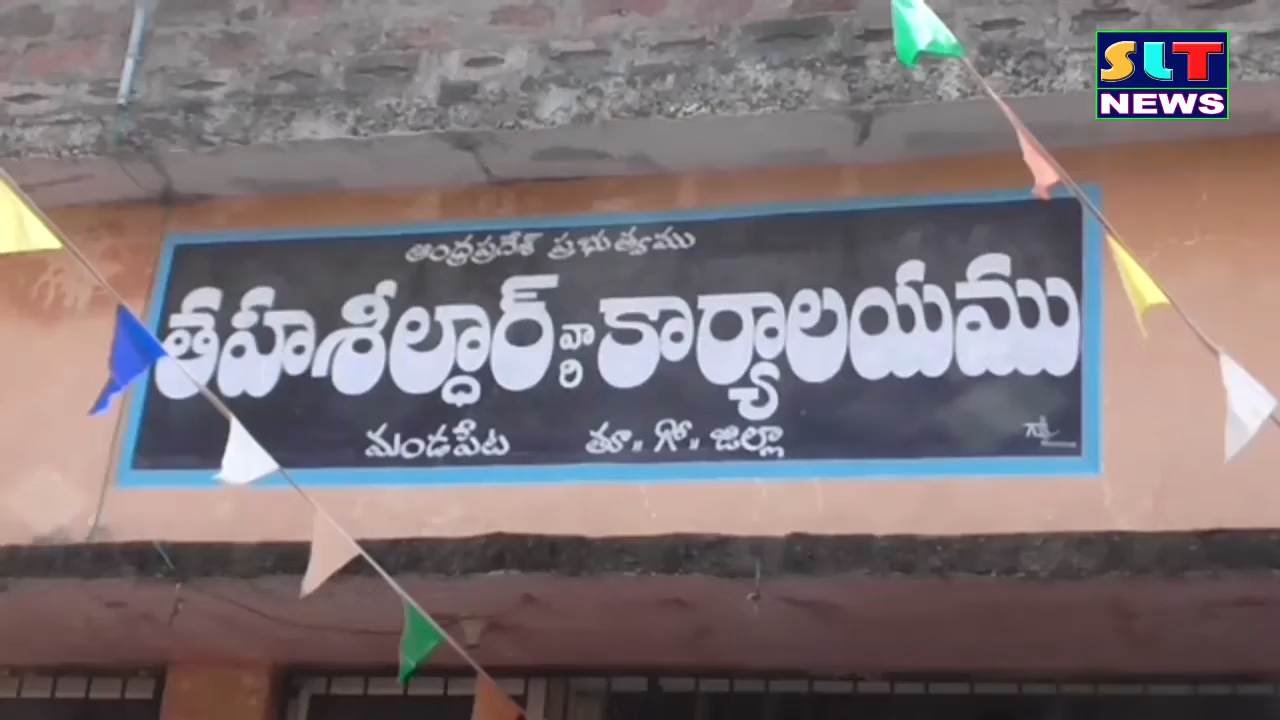 SLT
NEWS
ఆంధ్రప్రదేశ్ ప్రభుత్వము
తహశీల్దార్ వారి కార్యాలయము
మండపేట తూ॥ గో॥ జిల్లా